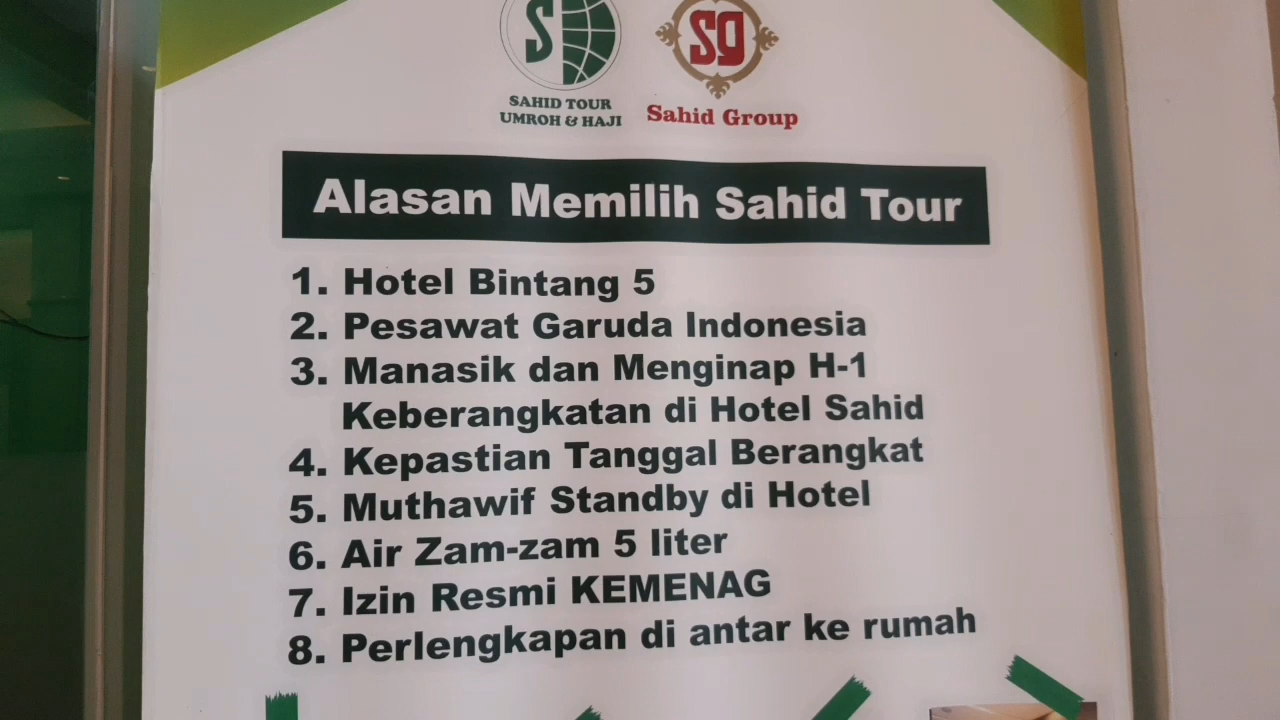 S
SAHID TOUR
UMROH & HAJI
sg
Sahid Group
Alasan Memilih Sahid Tour
1. Hotel Bintang 5
2. Pesawat Garuda Indonesia
3. Manasik dan Menginap H-1
Keberangkatan di Hotel Sahid
4. Kepastian Tanggal Berangkat
5. Muthawif Standby di Hotel
6. Air Zam-zam 5 liter
7. Izin Resmi KEMENAG
8. Perlengkapan di antar ke rumah